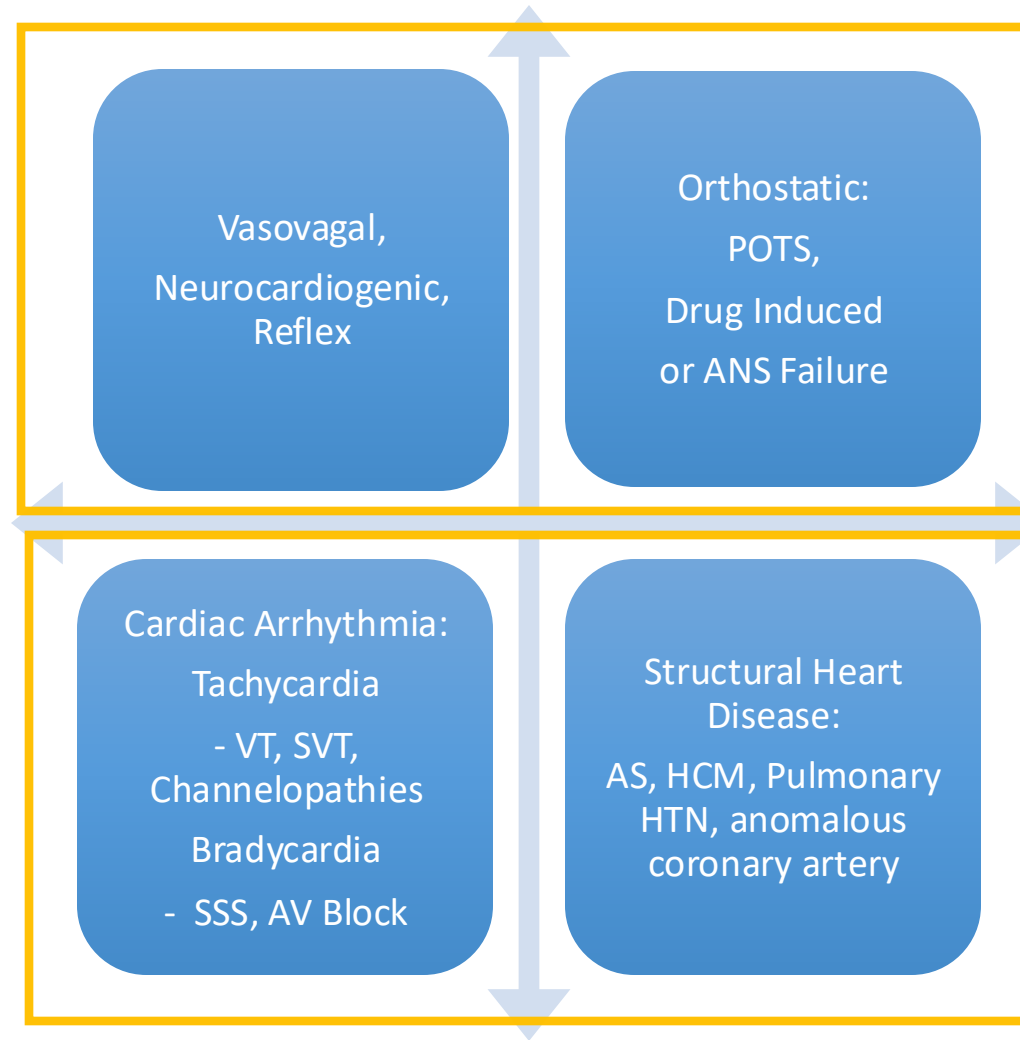 Vasovagal,
Neurocardiogenic,
Reflex
Orthostatic:
POTS,
Drug Induced
or ANS Failure
Cardiac Arrhythmia:
Tachycardia
- VT, SVT,
Channelopathies
Bradycardia
- SSS, AV Block
Structural Heart
Disease:
AS, HCM, Pulmonary
HTN, anomalous
coronary artery